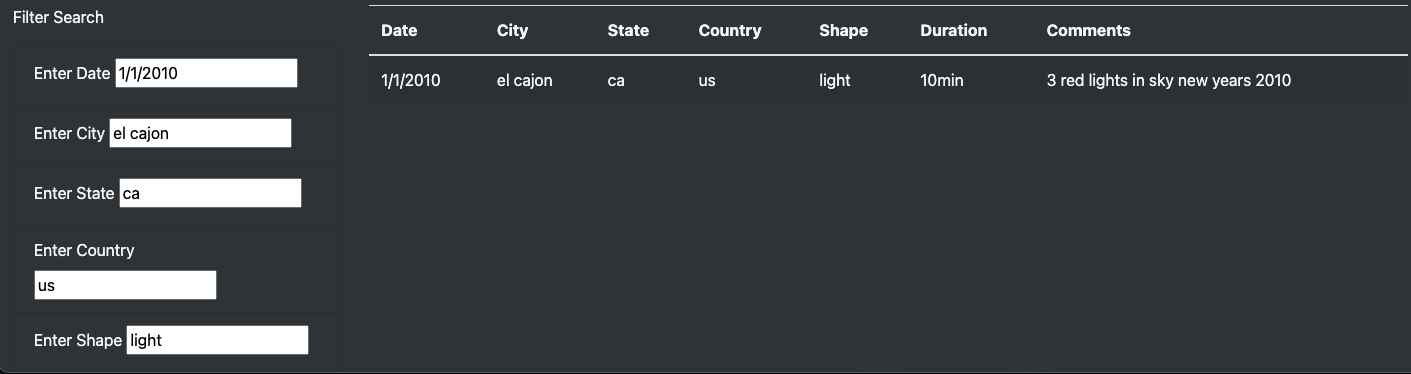 Filter Search
Enter Date 1/1/2010
Enter City el cajon
Enter State ca
Enter Country
us
Enter Shape light
Date City State Country Shape Duration Comments
1/1/2010 el cajon ca us light 10min 3 red lights in sky new years 2010